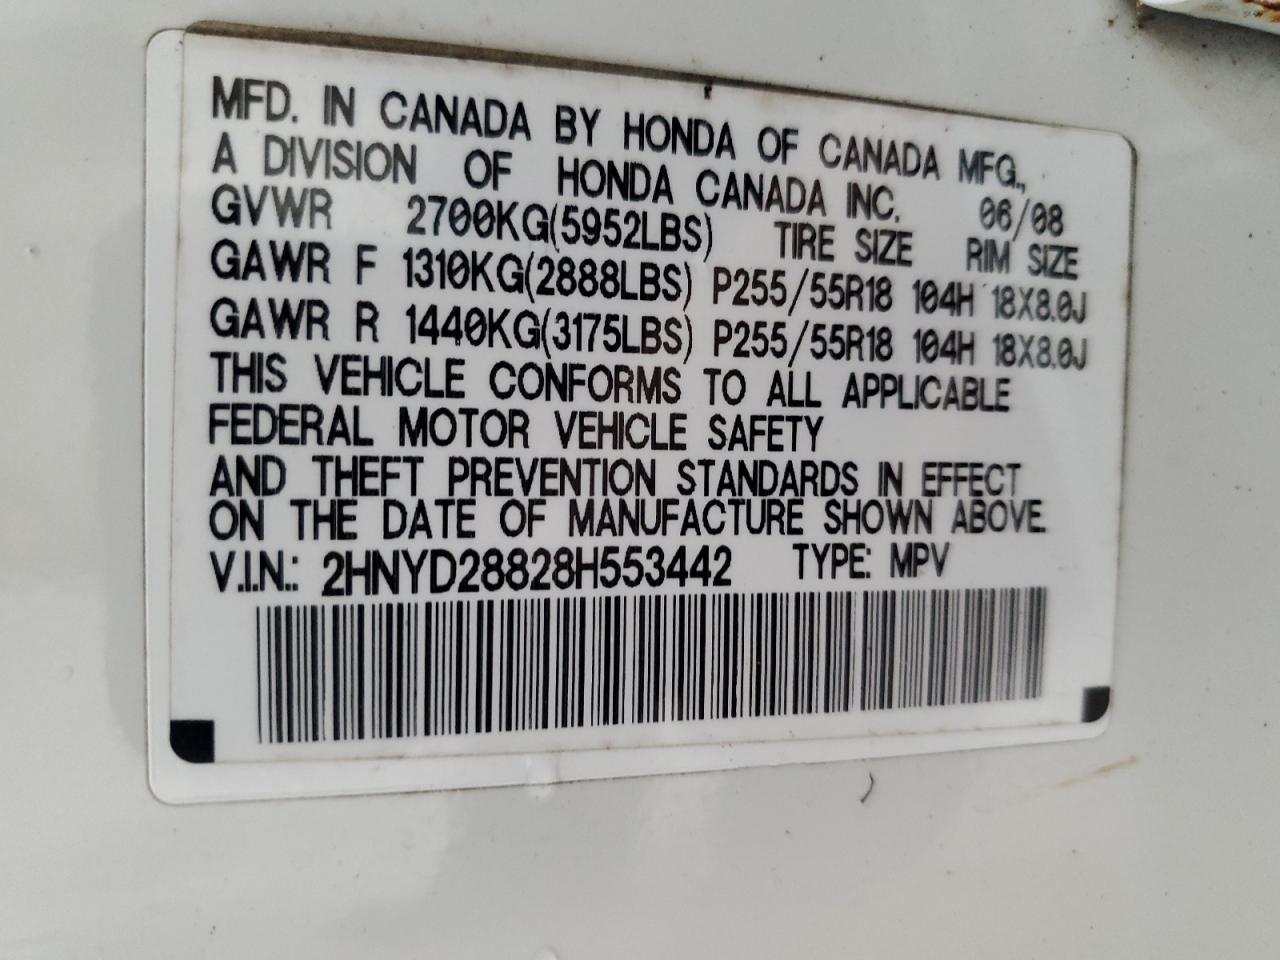 MFD. IN CANADA BY HONDA OF CANADA MFG.,
A DIVISION OF HONDA CANADA INC. 06/08
GVWR 2700KG(5952LBS) TIRE SIZE RIM SIZE
GAWR F 1310KG(2888LBS) P255/55R18 104H 18X8.0J
GAWR R 1440KG(3175LBS) P255/55R18 104H 18X8.0J
THIS VEHICLE CONFORMS TO ALL APPLICABLE
FEDERAL MOTOR VEHICLE SAFETY
AND THEFT PREVENTION STANDARDS IN EFFECT
ON THE DATE OF MANUFACTURE SHOWN ABOVE.
V.I.N.: 2HNYD28828H553442 TYPE: MPV